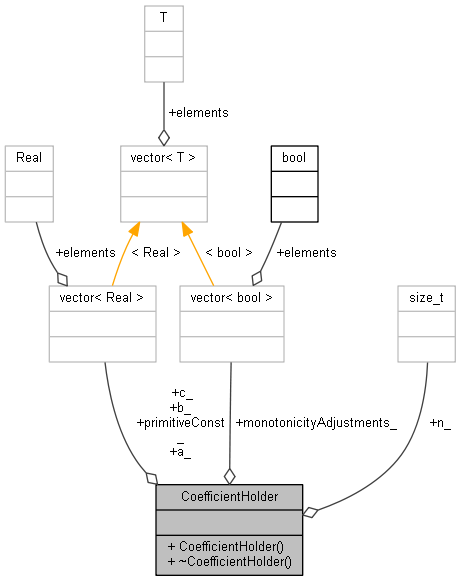 T
+elements
Real
vector< T >
bool
+elements
< Real >
< bool >
+elements
vector< Real >
vector< bool >
size_t
+c_
+b_
+primitiveConst
_
+a_
+monotonicityAdjustments_
+n_
CoefficientHolder
+ CoefficientHolder()
+ ~CoefficientHolder()